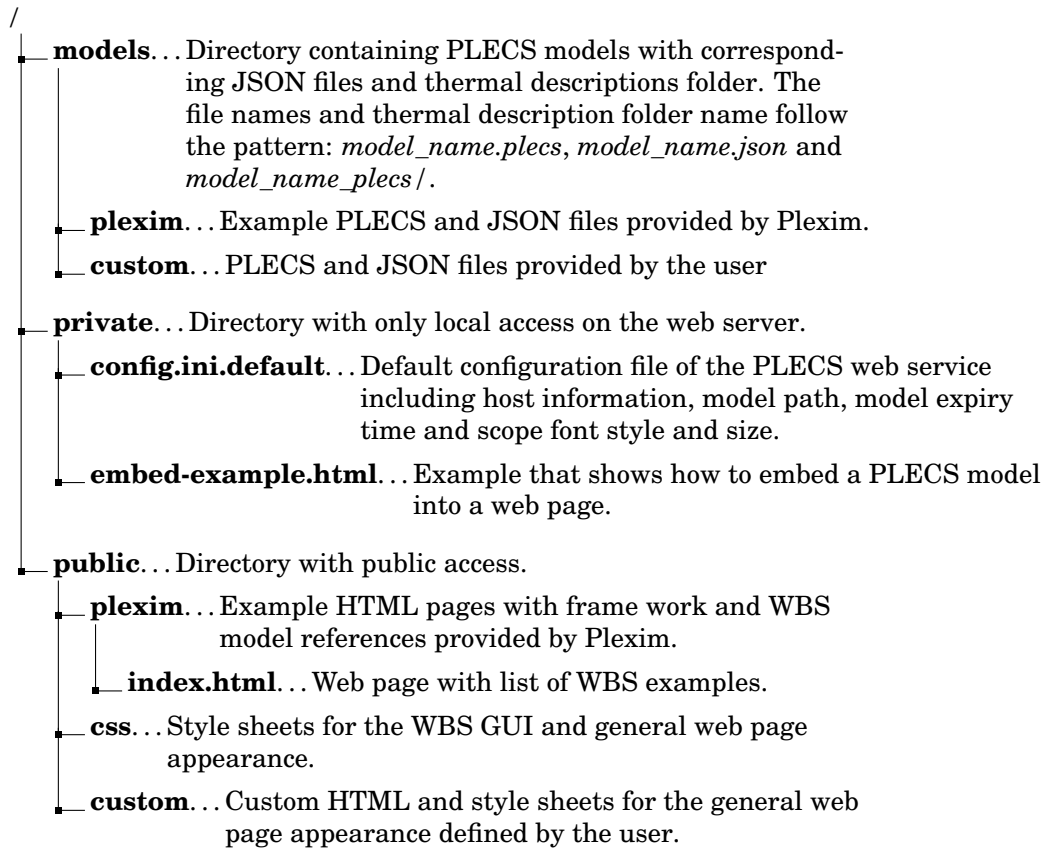 /
models...Directory containing PLECS models with correspond-
ing JSON files and thermal descriptions folder. The
file names and thermal description folder name follow
the pattern: model_name.plecs, model_name.json and
model_name_plecs/.
plexim...Example PLECS and JSON files provided by Plexim.
custom...PLECS and JSON files provided by the user
private...Directory with only local access on the web server.
config.ini.default...Default configuration file of the PLECS web service
including host information, model path, model expiry
time and scope font style and size.
embed-example.html...Example that shows how to embed a PLECS model
into a web page.
public...Directory with public access.
plexim...Example HTML pages with frame work and WBS
model references provided by Plexim.
index.html...Web page with list of WBS examples.
css...Style sheets for the WBS GUI and general web page
appearance.
custom...Custom HTML and style sheets for the general web
page appearance defined by the user.